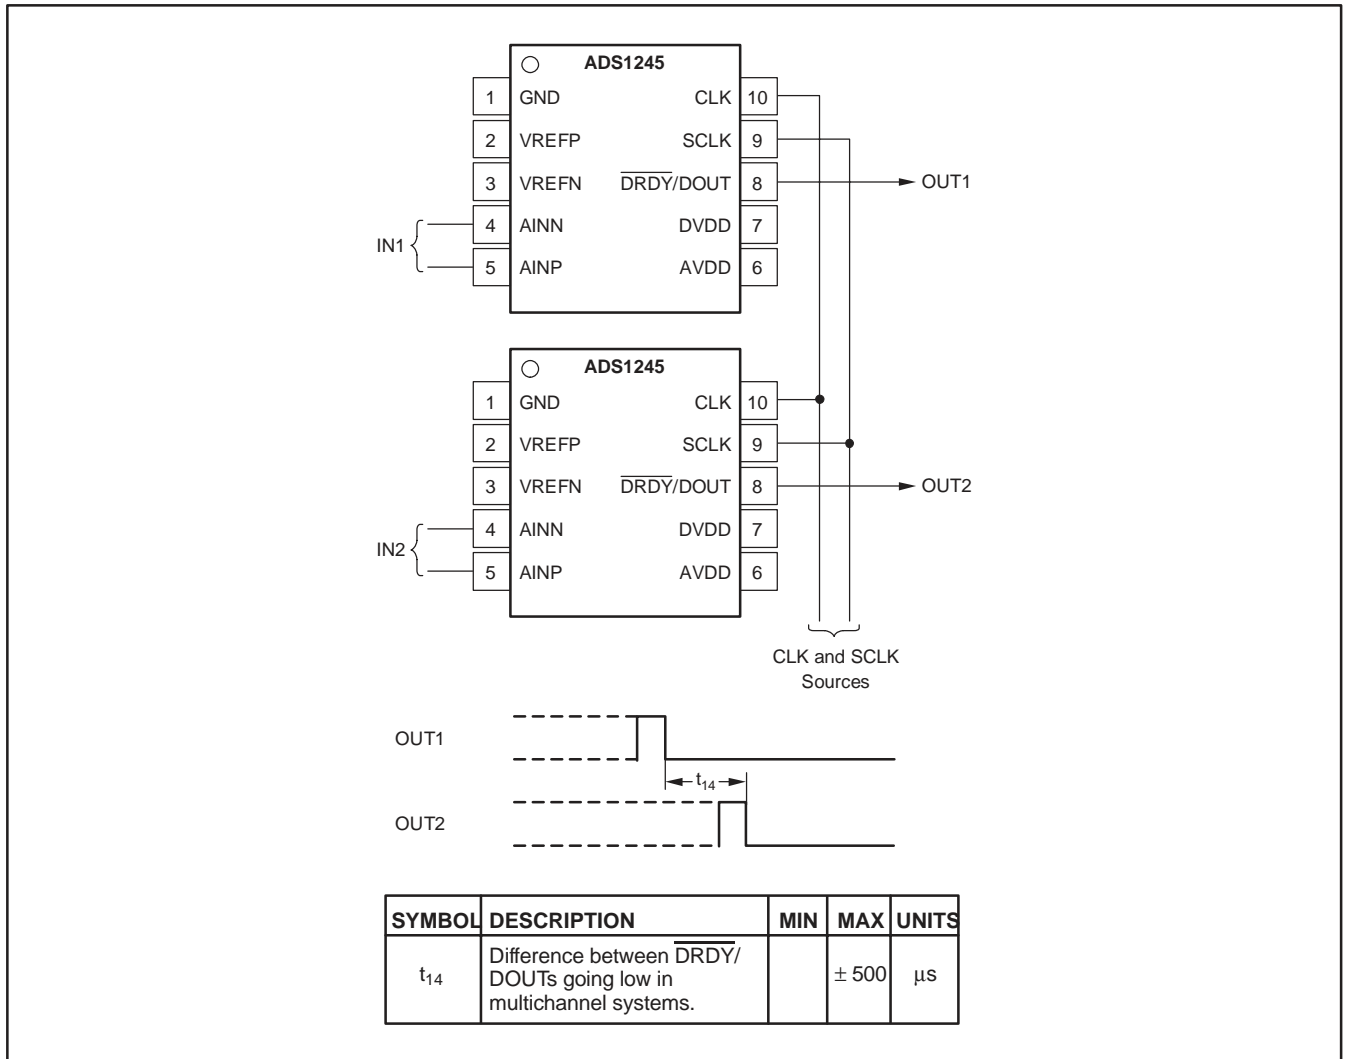 ADS1245
1 GND CLK 10
2 VREFP SCLK 9
3 VREFN DRDY/DOUT 8 OUT1
4 AINN DVDD 7
IN1
5 AINP AVDD 6
ADS1245
1 GND CLK 10
2 VREFP SCLK 9
3 VREFN DRDY/DOUT 8 OUT2
4 AINN DVDD 7
IN2
5 AINP AVDD 6
CLK and SCLK
Sources
OUT1
t14
OUT2
SYMBOL DESCRIPTION MIN MAX UNITS
t14 Difference between DRDY/
DOUTs going low in
multichannel systems.
± 500 μs